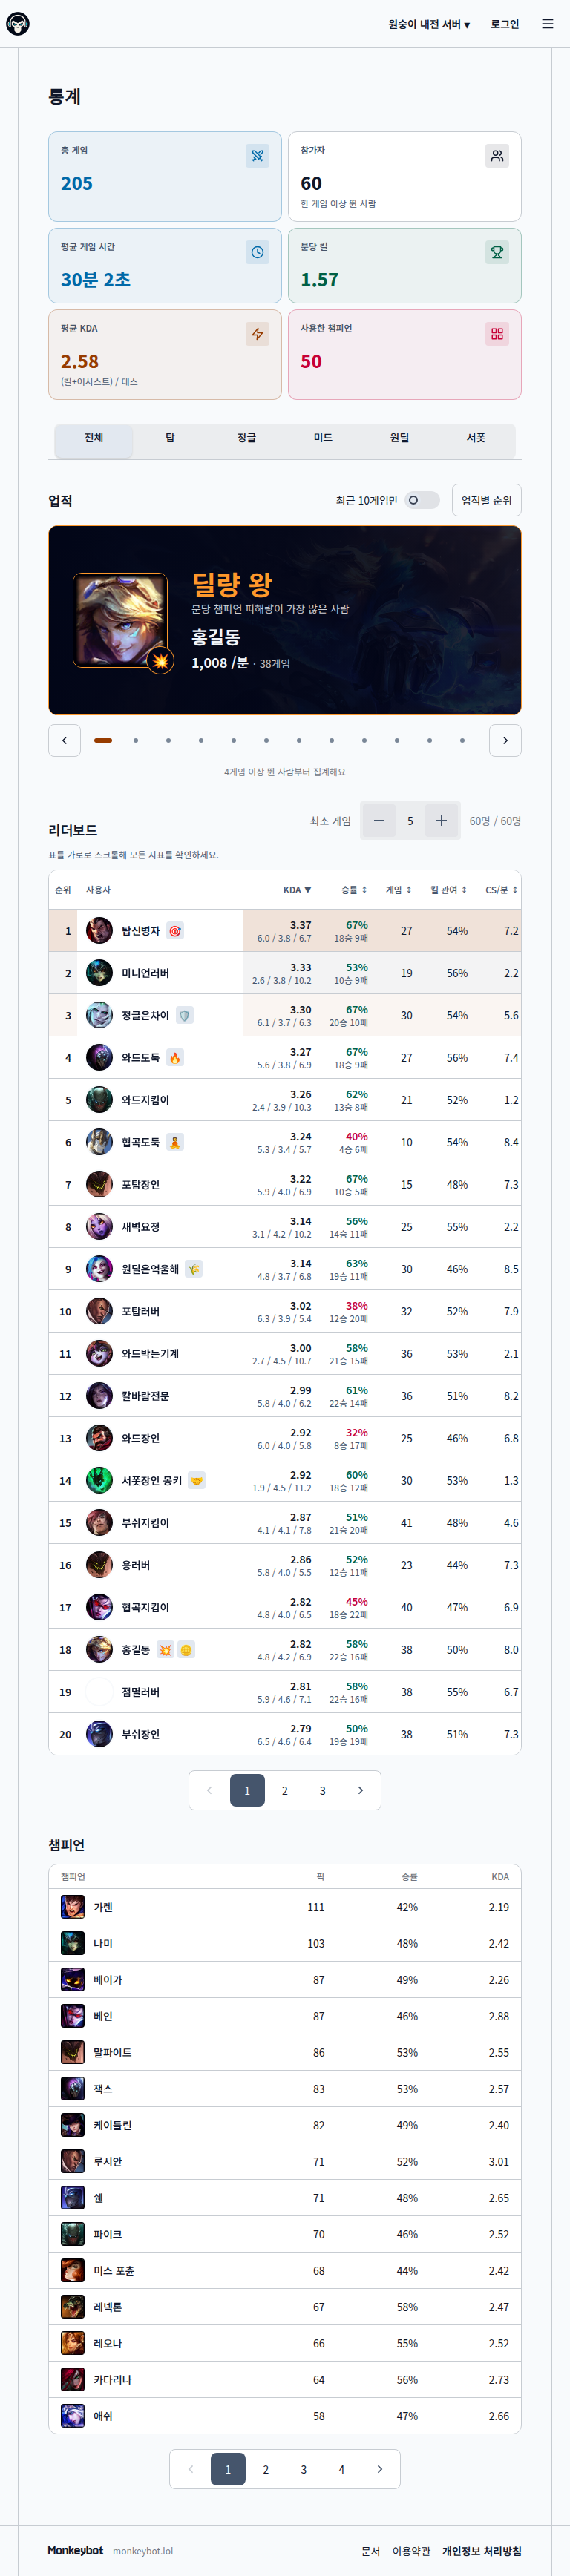 원숭이 내전 서버 ▾ 로그인
통계
총 게임
205
참가자
60
한 게임 이상 뛴 사람
평균 게임 시간
30분 2초
분당 킬
1.57
평균 KDA
2.58
(킬+어시스트) / 데스
사용한 챔피언
50
전체 탑 정글 미드 원딜 서폿
업적 최근 10게임만 업적별 순위
딜량 왕
분당 챔피언 피해량이 가장 많은 사람
홍길동
1,008 /분 · 38게임
4게임 이상 뛴 사람부터 집계해요
리더보드 최소 게임 − 5 + 60명 / 60명
표를 가로로 스크롤해 모든 지표를 확인하세요.
순위 사용자 KDA ▼ 승률 ↕ 게임 ↕ 킬 관여 ↕ CS/분 ↕
1 탑신병자 3.37 67% 27 54% 7.2
6.0 / 3.8 / 6.7 18승 9패
2 미니언러버 3.33 53% 19 56% 2.2
2.6 / 3.8 / 10.2 10승 9패
3 정글은차이 3.30 67% 30 54% 5.6
6.1 / 3.7 / 6.3 20승 10패
4 와드도둑 3.27 67% 27 56% 7.4
5.6 / 3.8 / 6.9 18승 9패
5 와드지킴이 3.26 62% 21 52% 1.2
2.4 / 3.9 / 10.3 13승 8패
6 협곡도둑 3.24 40% 10 54% 8.4
5.3 / 3.4 / 5.7 4승 6패
7 포탑장인 3.22 67% 15 48% 7.3
5.9 / 4.0 / 6.9 10승 5패
8 새벽요정 3.14 56% 25 55% 2.2
3.1 / 4.2 / 10.2 14승 11패
9 원딜은억울해 3.14 63% 30 46% 8.5
4.8 / 3.7 / 6.8 19승 11패
10 포탑러버 3.02 38% 32 52% 7.9
6.3 / 3.9 / 5.4 12승 20패
11 와드박는기계 3.00 58% 36 53% 2.1
2.7 / 4.5 / 10.7 21승 15패
12 칼바람전문 2.99 61% 36 51% 8.2
5.8 / 4.0 / 6.2 22승 14패
13 와드장인 2.92 32% 25 46% 6.8
6.0 / 4.0 / 5.8 8승 17패
14 서폿장인 몽키 2.92 60% 30 53% 1.3
1.9 / 4.5 / 11.2 18승 12패
15 부쉬지킴이 2.87 51% 41 48% 4.6
4.1 / 4.1 / 7.8 21승 20패
16 용러버 2.86 52% 23 44% 7.3
5.8 / 4.0 / 5.5 12승 11패
17 협곡지킴이 2.82 45% 40 47% 6.9
4.8 / 4.0 / 6.5 18승 22패
18 홍길동 2.82 58% 38 50% 8.0
4.8 / 4.2 / 6.9 22승 16패
19 점멸러버 2.81 58% 38 55% 6.7
5.9 / 4.6 / 7.1 22승 16패
20 부쉬장인 2.79 50% 38 51% 7.3
6.5 / 4.6 / 6.4 19승 19패
1 2 3
챔피언
챔피언 픽 승률 KDA
가렌 111 42% 2.19
나미 103 48% 2.42
베이가 87 49% 2.26
베인 87 46% 2.88
말파이트 86 53% 2.55
잭스 83 53% 2.57
케이틀린 82 49% 2.40
루시안 71 52% 3.01
쉔 71 48% 2.65
파이크 70 46% 2.52
미스 포츈 68 44% 2.42
레넥톤 67 58% 2.47
레오나 66 55% 2.52
카타리나 64 56% 2.73
애쉬 58 47% 2.66
1 2 3 4
Monkeybot monkeybot.lol 문서 이용약관 개인정보 처리방침